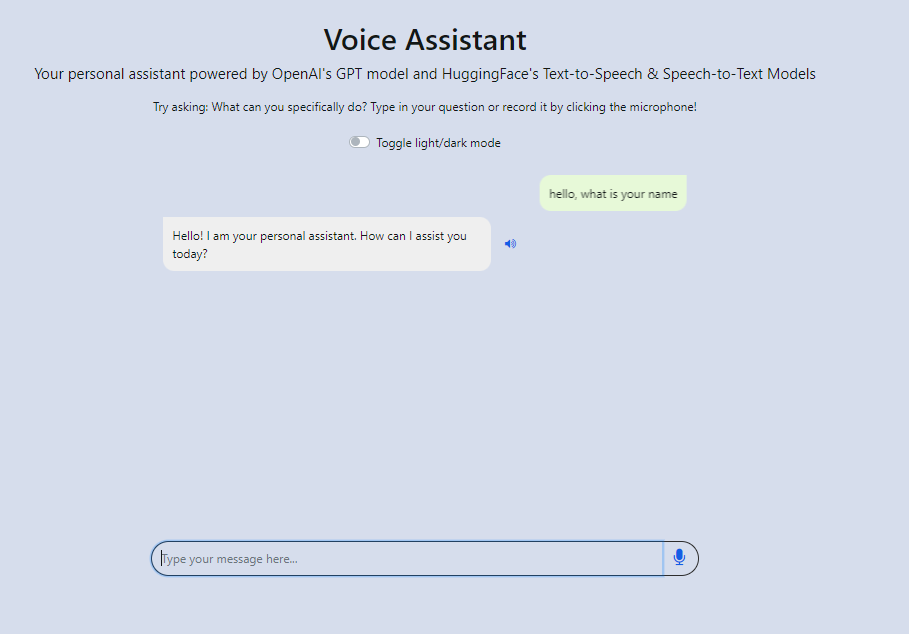 Voice Assistant
Your personal assistant powered by OpenAI's GPT model and HuggingFace's Text-to-Speech & Speech-to-Text Models
Try asking: What can you specifically do? Type in your question or record it by clicking the microphone!
Toggle light/dark mode
hello, what is your name
Hello! I am your personal assistant. How can I assist you
today?
Type your message here...